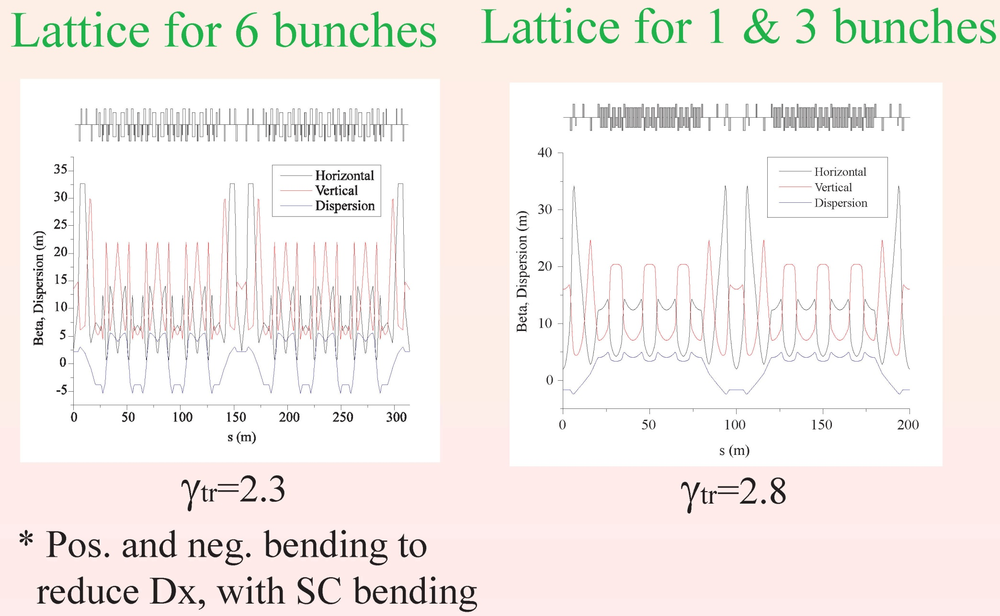 Lattice for 6 bunches
Lattice for 1 & 3 bunches
35
30
25
20
15
10
5
0
-5
Beta, Dispersion (m)
Horizontal
Vertical
Dispersion
0 50 100 150 200 250 300
s (m)
40
30
20
10
0
Beta, Dispersion (m)
Horizontal
Vertical
Dispersion
0 50 100 150 200
s (m)
γtr=2.3
γtr=2.8
* Pos. and neg. bending to
reduce Dx, with SC bending